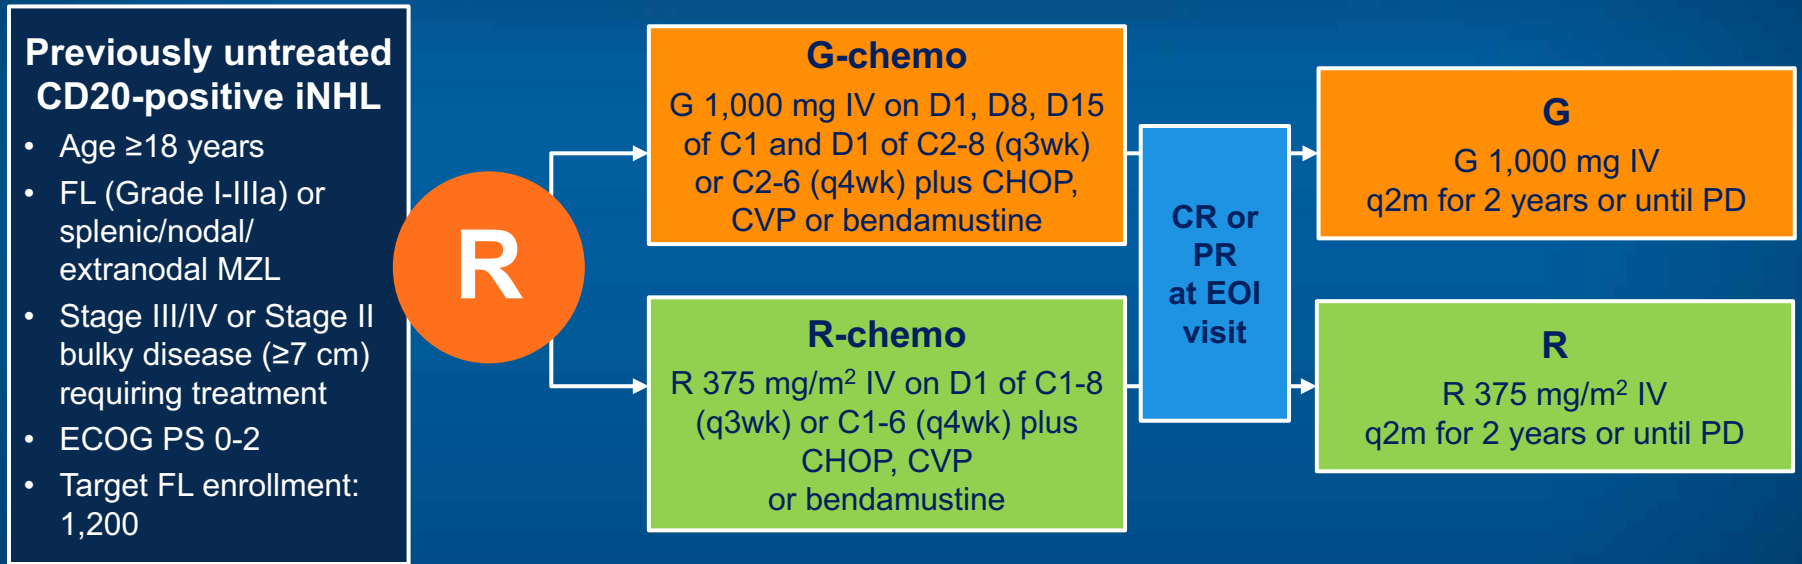 Previously untreated
CD20-positive iNHL
• Age ≥18 years
• FL (Grade I-IIIa) or
splenic/nodal/
extranodal MZL
• Stage III/IV or Stage II
bulky disease (≥7 cm)
requiring treatment
• ECOG PS 0-2
• Target FL enrollment:
1,200
R
G-chemo
G 1,000 mg IV on D1, D8, D15
of C1 and D1 of C2-8 (q3wk)
or C2-6 (q4wk) plus CHOP,
CVP or bendamustine
R-chemo
R 375 mg/m² IV on D1 of C1-8
(q3wk) or C1-6 (q4wk) plus
CHOP, CVP
or bendamustine
CR or
PR
at EOI
visit
G
G 1,000 mg IV
q2m for 2 years or until PD
R
R 375 mg/m² IV
q2m for 2 years or until PD